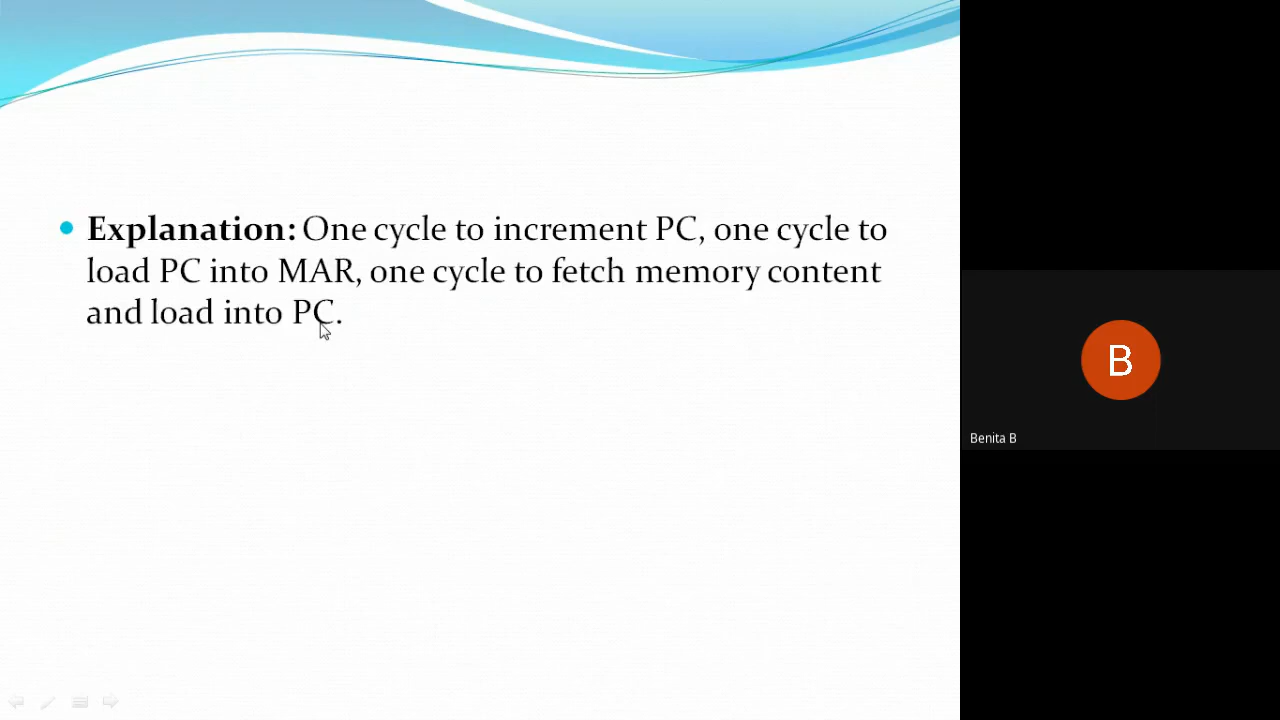 Explanation: One cycle to increment PC, one cycle to
load PC into MAR, one cycle to fetch memory content
and load into PC.
B
Benita B